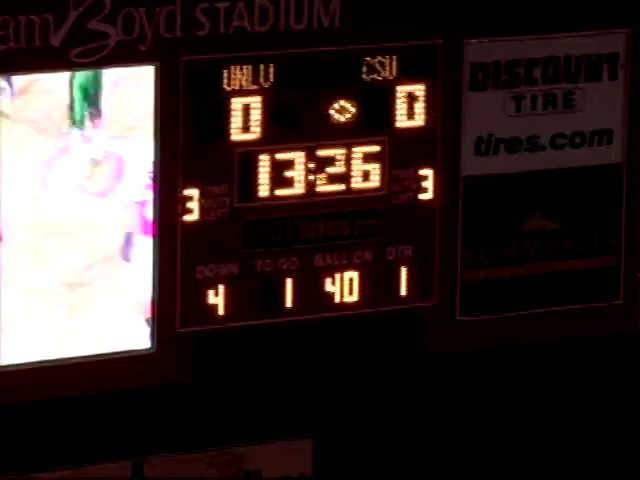 am Boyd STADIUM
UNLV CSU
0 0
13:26
3 3
DOWN TO GO BALL ON QTR
4 1 40 1
DISCOUNT
TIRE
tires.com